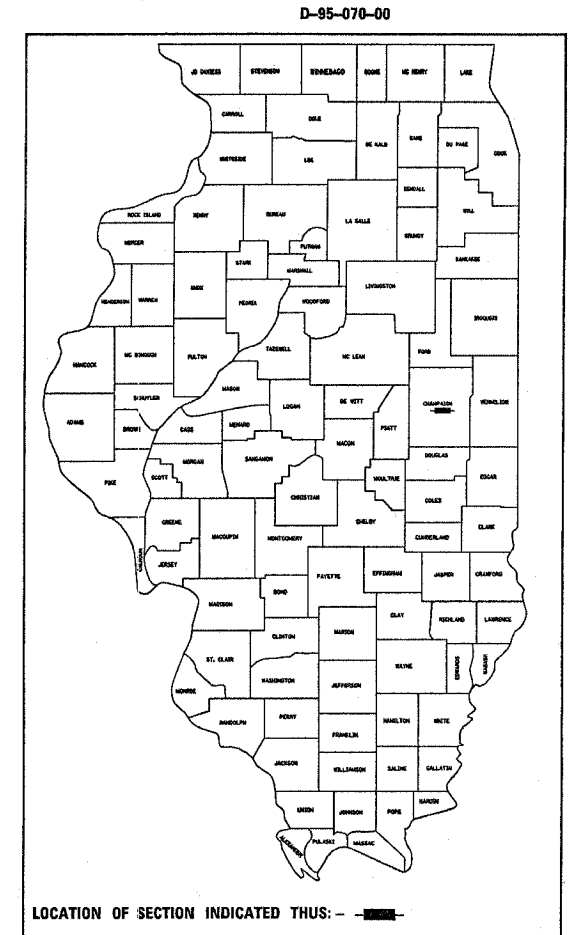 D-95-070-00
JO DAVIESS STEVENSON WINNEBAGO BOONE MC HENRY LAKE
CARROLL OGLE
DE KALB KANE DU PAGE COOK
WHITESIDE LEE
KENDALL
ROCK ISLAND HENRY BUREAU LA SALLE WILL
MERCER PUTNAM GRUNDY
STARK KANKAKEE
MARSHALL
HENDERSON WARREN KNOX PEORIA WOODFORD LIVINGSTON
IROQUOIS
TAZEWELL MC LEAN FORD
HANCOCK MC DONOUGH FULTON
MASON
SCHUYLER LOGAN DE WITT CHAMPAIGN VERMILION
ADAMS BROWN CASS MENARD PIATT
MACON
MORGAN SANGAMON DOUGLAS
PIKE SCOTT MOULTRIE EDGAR
CHRISTIAN COLES
GREENE SHELBY
MACOUPIN MONTGOMERY CUMBERLAND CLARK
CALHOUN JERSEY
FAYETTE EFFINGHAM JASPER CRAWFORD
BOND
MADISON CLAY RICHLAND LAWRENCE
CLINTON MARION
ST. CLAIR WAYNE EDWARDS WABASH
WASHINGTON JEFFERSON
MONROE
RANDOLPH PERRY HAMILTON WHITE
FRANKLIN
JACKSON WILLIAMSON SALINE GALLATIN
UNION JOHNSON POPE HARDIN
ALEXANDER PULASKI MASSAC
LOCATION OF SECTION INDICATED THUS: -